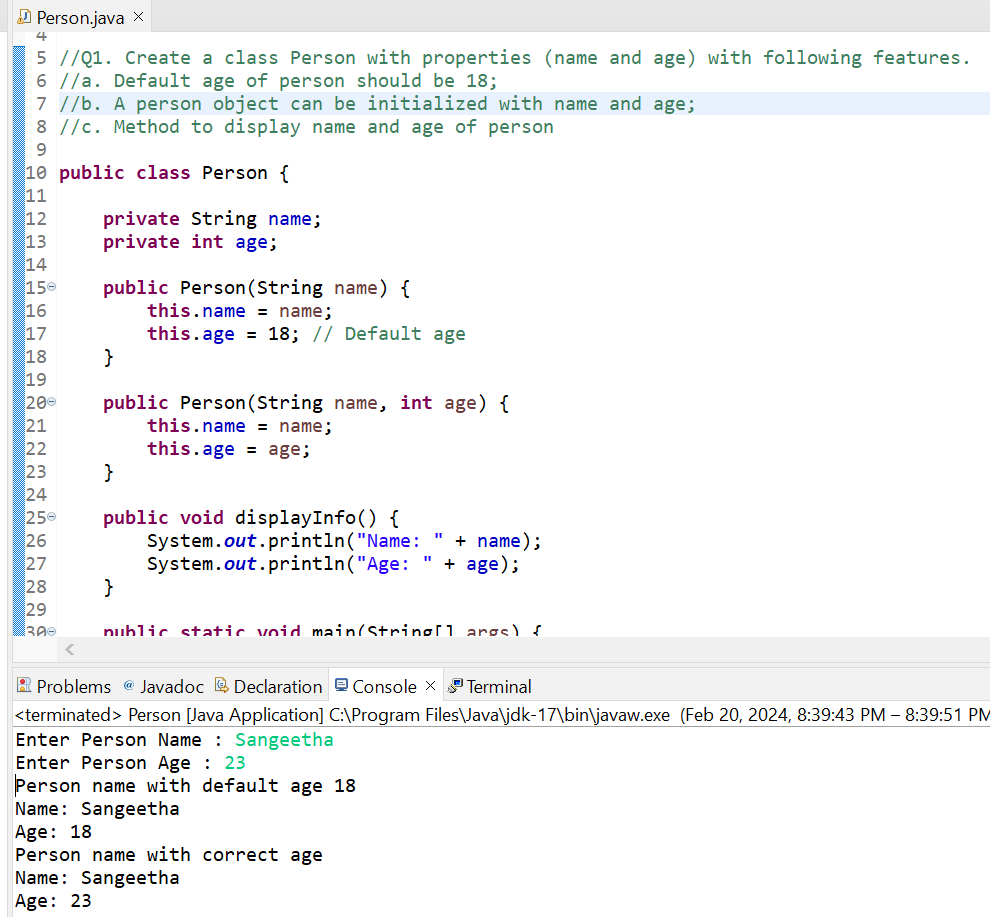 Person.java
4
5 //Q1. Create a class Person with properties (name and age) with following features.
6 //a. Default age of person should be 18;
7 //b. A person object can be initialized with name and age;
8 //c. Method to display name and age of person
9
10 public class Person {
11
12     private String name;
13     private int age;
14
15     public Person(String name) {
16         this.name = name;
17         this.age = 18; // Default age
18     }
19
20     public Person(String name, int age) {
21         this.name = name;
22         this.age = age;
23     }
24
25     public void displayInfo() {
26         System.out.println("Name: " + name);
27         System.out.println("Age: " + age);
28     }
29
30     public static void main(String[] args) {
Problems @ Javadoc Declaration Console Terminal
<terminated> Person [Java Application] C:\Program Files\Java\jdk-17\bin\javaw.exe (Feb 20, 2024, 8:39:43 PM – 8:39:51 PM
Enter Person Name : Sangeetha
Enter Person Age : 23
Person name with default age 18
Name: Sangeetha
Age: 18
Person name with correct age
Name: Sangeetha
Age: 23